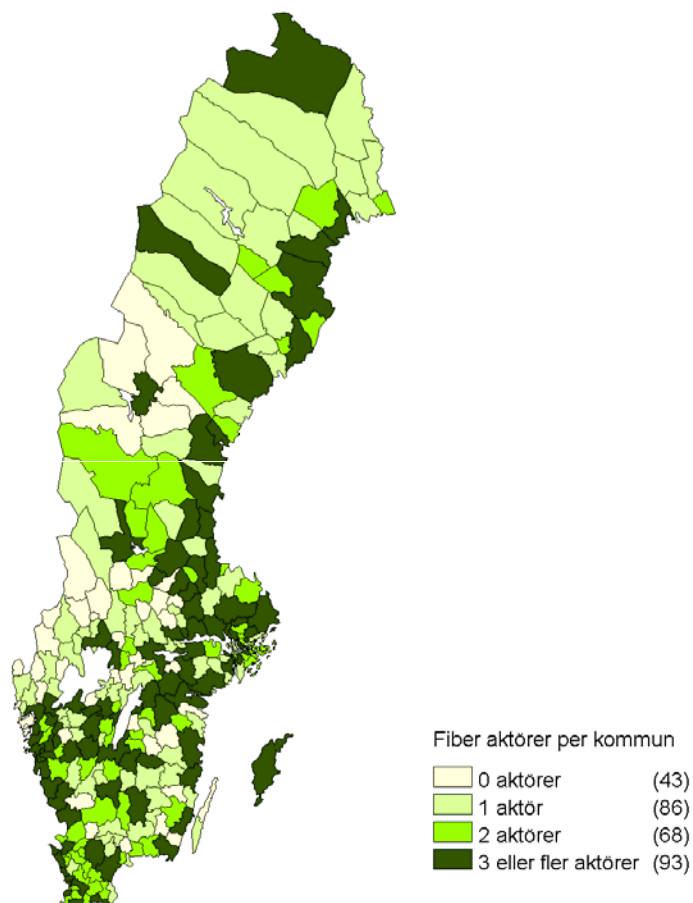 Fiber aktörer per kommun
0 aktörer (43)
1 aktör (86)
2 aktörer (68)
3 eller fler aktörer (93)